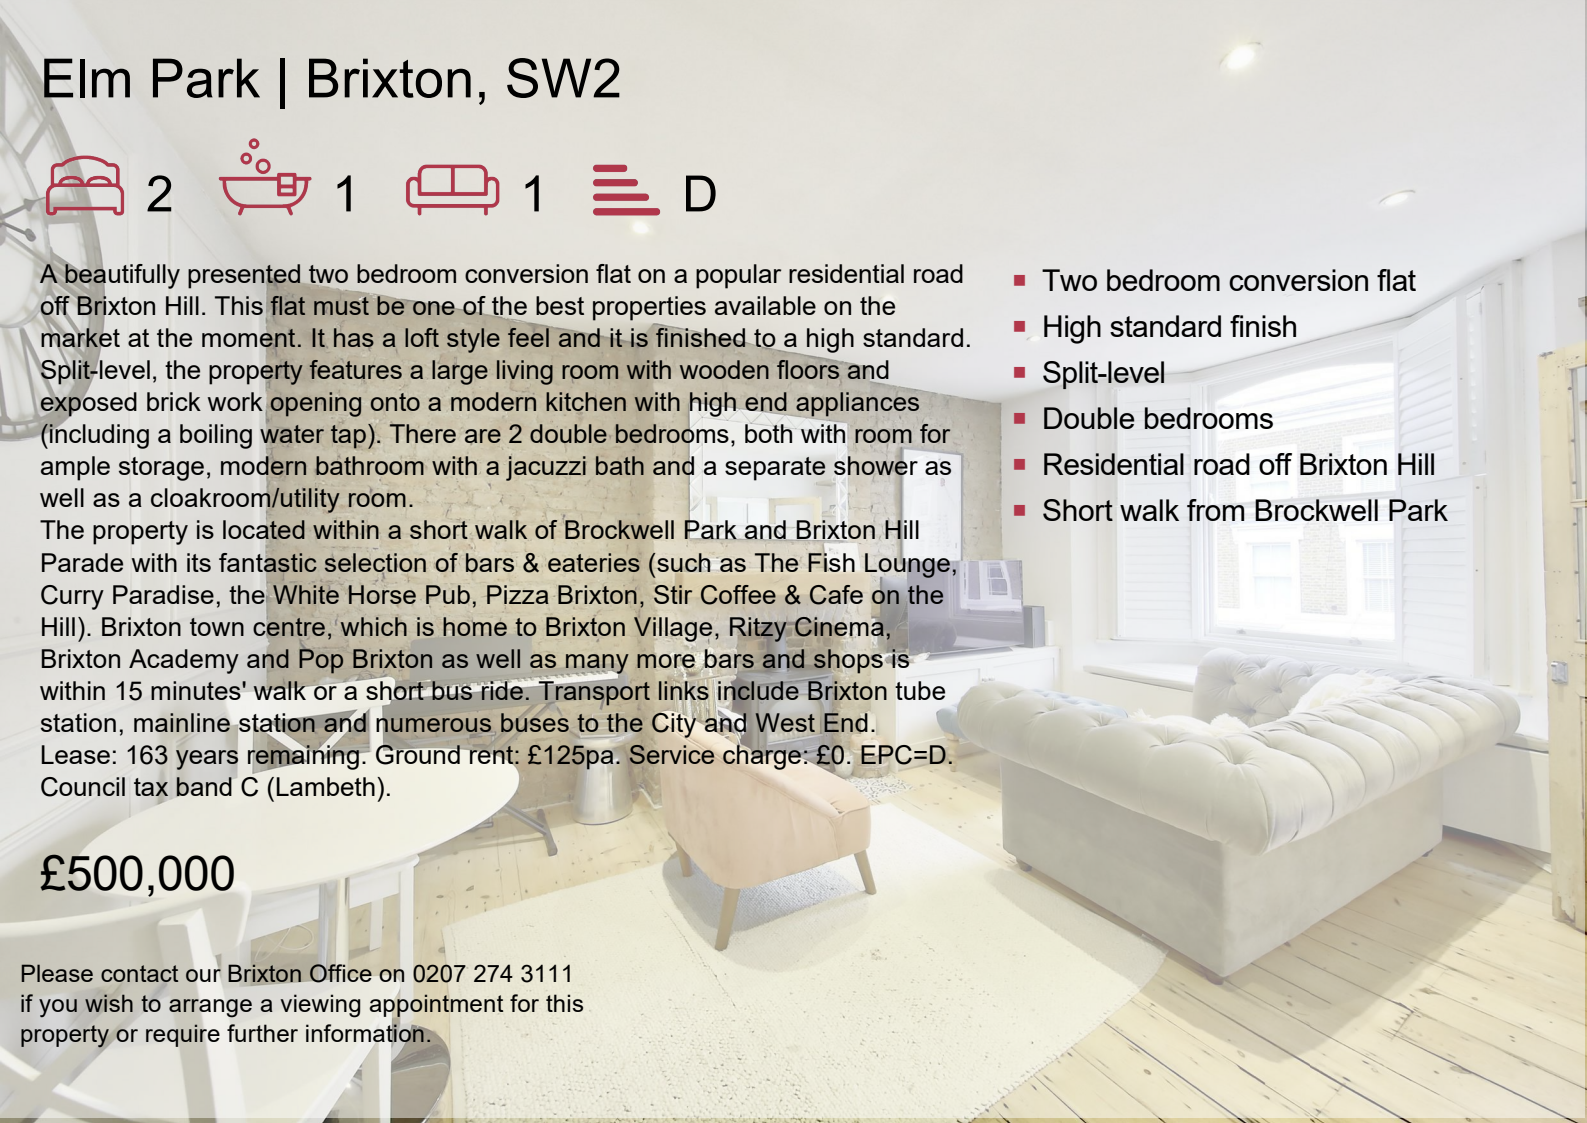 Elm Park | Brixton, SW2
2 1 1 D
A beautifully presented two bedroom conversion flat on a popular residential road
off Brixton Hill. This flat must be one of the best properties available on the
market at the moment. It has a loft style feel and it is finished to a high standard.
Split-level, the property features a large living room with wooden floors and
exposed brick work opening onto a modern kitchen with high end appliances
(including a boiling water tap). There are 2 double bedrooms, both with room for
ample storage, modern bathroom with a jacuzzi bath and a separate shower as
well as a cloakroom/utility room.
The property is located within a short walk of Brockwell Park and Brixton Hill
Parade with its fantastic selection of bars & eateries (such as The Fish Lounge,
Curry Paradise, the White Horse Pub, Pizza Brixton, Stir Coffee & Cafe on the
Hill). Brixton town centre, which is home to Brixton Village, Ritzy Cinema,
Brixton Academy and Pop Brixton as well as many more bars and shops is
within 15 minutes' walk or a short bus ride. Transport links include Brixton tube
station, mainline station and numerous buses to the City and West End.
Lease: 163 years remaining. Ground rent: £125pa. Service charge: £0. EPC=D.
Council tax band C (Lambeth).
Two bedroom conversion flat
High standard finish
Split-level
Double bedrooms
Residential road off Brixton Hill
Short walk from Brockwell Park
£500,000
Please contact our Brixton Office on 0207 274 3111
if you wish to arrange a viewing appointment for this
property or require further information.